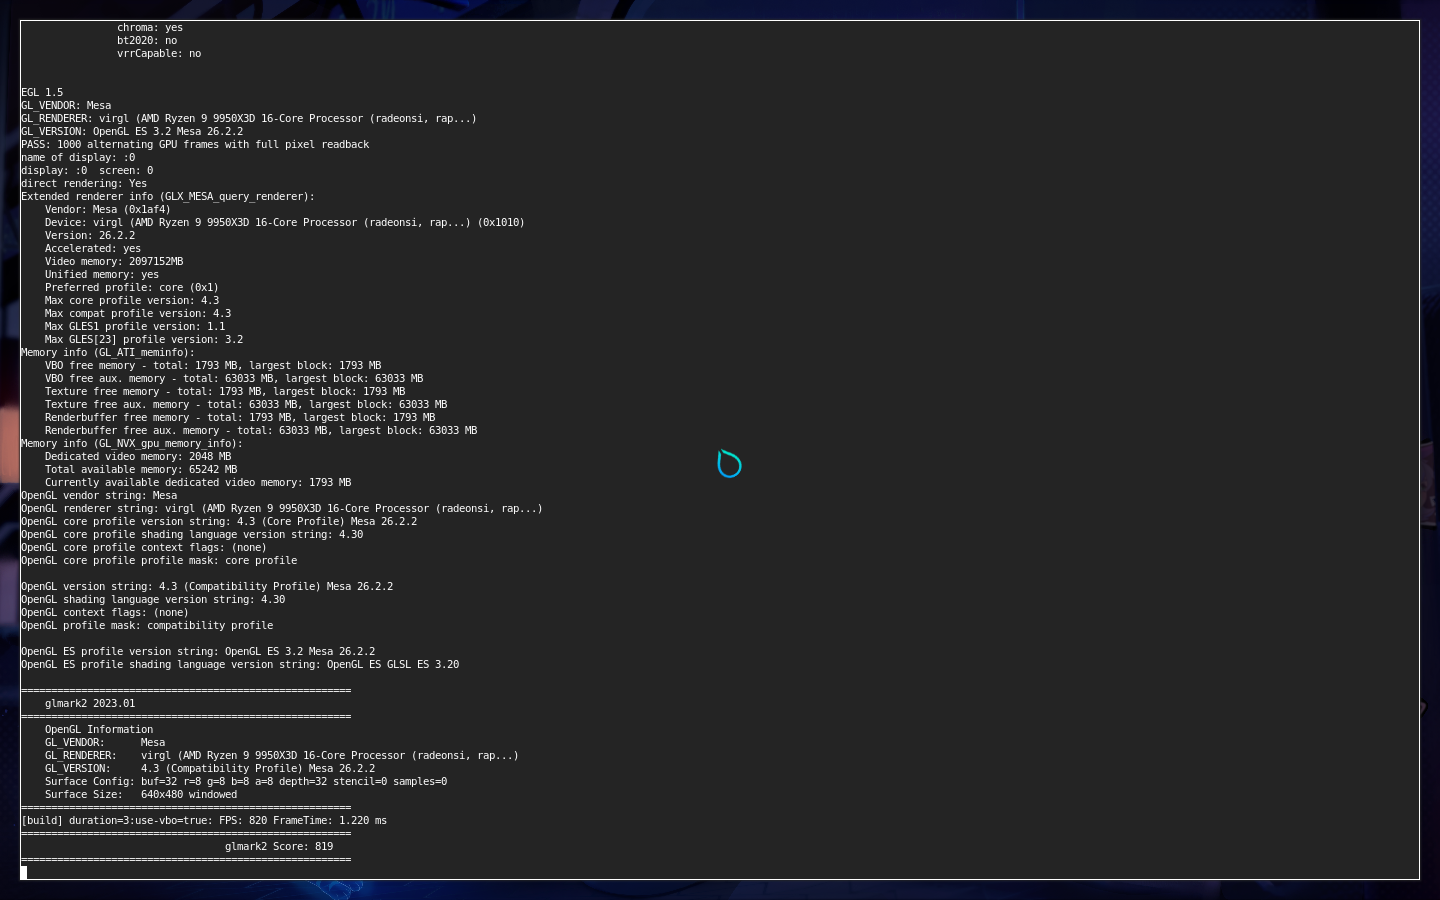 chroma: yes
bt2020: no
vrrCapable: no
EGL 1.5
GL_VENDOR: Mesa
GL_RENDERER: virgl (AMD Ryzen 9 9950X3D 16-Core Processor (radeonsi, rap...)
GL_VERSION: OpenGL ES 3.2 Mesa 26.2.2
PASS: 1000 alternating GPU frames with full pixel readback
name of display: :0
display: :0  screen: 0
direct rendering: Yes
Extended renderer info (GLX_MESA_query_renderer):
    Vendor: Mesa (0x1af4)
    Device: virgl (AMD Ryzen 9 9950X3D 16-Core Processor (radeonsi, rap...) (0x1010)
    Version: 26.2.2
    Accelerated: yes
    Video memory: 2097152MB
    Unified memory: yes
    Preferred profile: core (0x1)
    Max core profile version: 4.3
    Max compat profile version: 4.3
    Max GLES1 profile version: 1.1
    Max GLES[23] profile version: 3.2
Memory info (GL_ATI_meminfo):
    VBO free memory - total: 1793 MB, largest block: 1793 MB
    VBO free aux. memory - total: 63033 MB, largest block: 63033 MB
    Texture free memory - total: 1793 MB, largest block: 1793 MB
    Texture free aux. memory - total: 63033 MB, largest block: 63033 MB
    Renderbuffer free memory - total: 1793 MB, largest block: 1793 MB
    Renderbuffer free aux. memory - total: 63033 MB, largest block: 63033 MB
Memory info (GL_NVX_gpu_memory_info):
    Dedicated video memory: 2048 MB
    Total available memory: 65242 MB
    Currently available dedicated video memory: 1793 MB
OpenGL vendor string: Mesa
OpenGL renderer string: virgl (AMD Ryzen 9 9950X3D 16-Core Processor (radeonsi, rap...)
OpenGL core profile version string: 4.3 (Core Profile) Mesa 26.2.2
OpenGL core profile shading language version string: 4.30
OpenGL core profile context flags: (none)
OpenGL core profile profile mask: core profile
OpenGL version string: 4.3 (Compatibility Profile) Mesa 26.2.2
OpenGL shading language version string: 4.30
OpenGL context flags: (none)
OpenGL profile mask: compatibility profile
OpenGL ES profile version string: OpenGL ES 3.2 Mesa 26.2.2
OpenGL ES profile shading language version string: OpenGL ES GLSL ES 3.20
=======================================================
    glmark2 2023.01
=======================================================
    OpenGL Information
    GL_VENDOR:      Mesa
    GL_RENDERER:    virgl (AMD Ryzen 9 9950X3D 16-Core Processor (radeonsi, rap...)
    GL_VERSION:     4.3 (Compatibility Profile) Mesa 26.2.2
    Surface Config: buf=32 r=8 g=8 b=8 a=8 depth=32 stencil=0 samples=0
    Surface Size:   640x480 windowed
=======================================================
[build] duration=3:use-vbo=true: FPS: 820 FrameTime: 1.220 ms
=======================================================
                                  glmark2 Score: 819
=======================================================